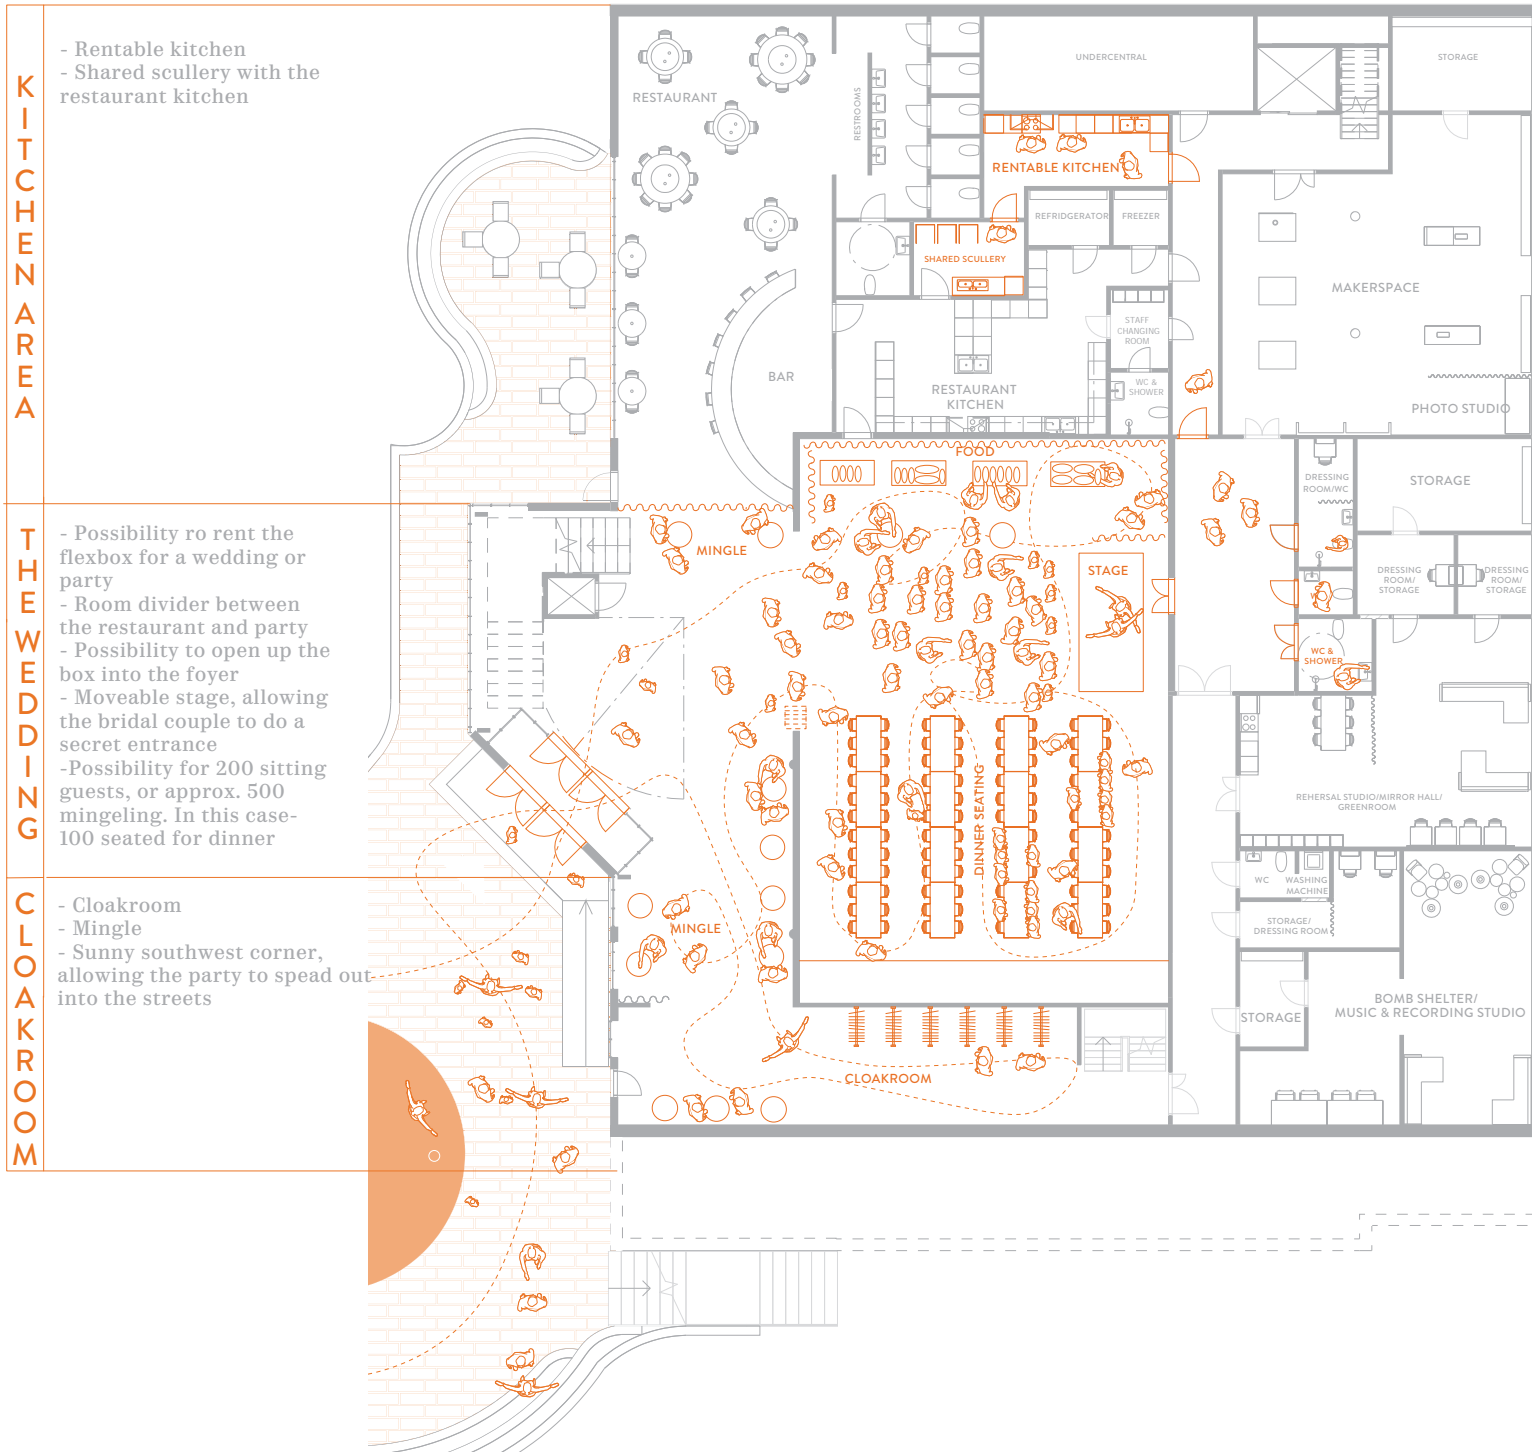 KITCHEN AREA
- Rentable kitchen
- Shared scullery with the
restaurant kitchen
THE WEDDING
- Possibility ro rent the
flexbox for a wedding or
party
- Room divider between
the restaurant and party
- Possibility to open up the
box into the foyer
- Moveable stage, allowing
the bridal couple to do a
secret entrance
-Possibility for 200 sitting
guests, or approx. 500
mingeling. In this case-
100 seated for dinner
CLOAKROOM
- Cloakroom
- Mingle
- Sunny southwest corner,
allowing the party to spead out
into the streets
RESTAURANT
RESTROOMS
UNDERCENTRAL
STORAGE
RENTABLE KITCHEN
REFRIDGERATOR
FREEZER
SHARED SCULLERY
MAKERSPACE
STAFF
CHANGING
ROOM
BAR
RESTAURANT
KITCHEN
WC &
SHOWER
PHOTO STUDIO
FOOD
DRESSING
ROOM/WC
STORAGE
MINGLE
STAGE
DRESSING
ROOM/
STORAGE
DRESSING
ROOM/
STORAGE
WC &
SHOWER
DINNER SEATING
REHERSAL STUDIO/MIRROR HALL/
GREENROOM
WC
WASHING
MACHINE
STORAGE/
DRESSING ROOM
MINGLE
STORAGE
BOMB SHELTER/
MUSIC & RECORDING STUDIO
CLOAKROOM